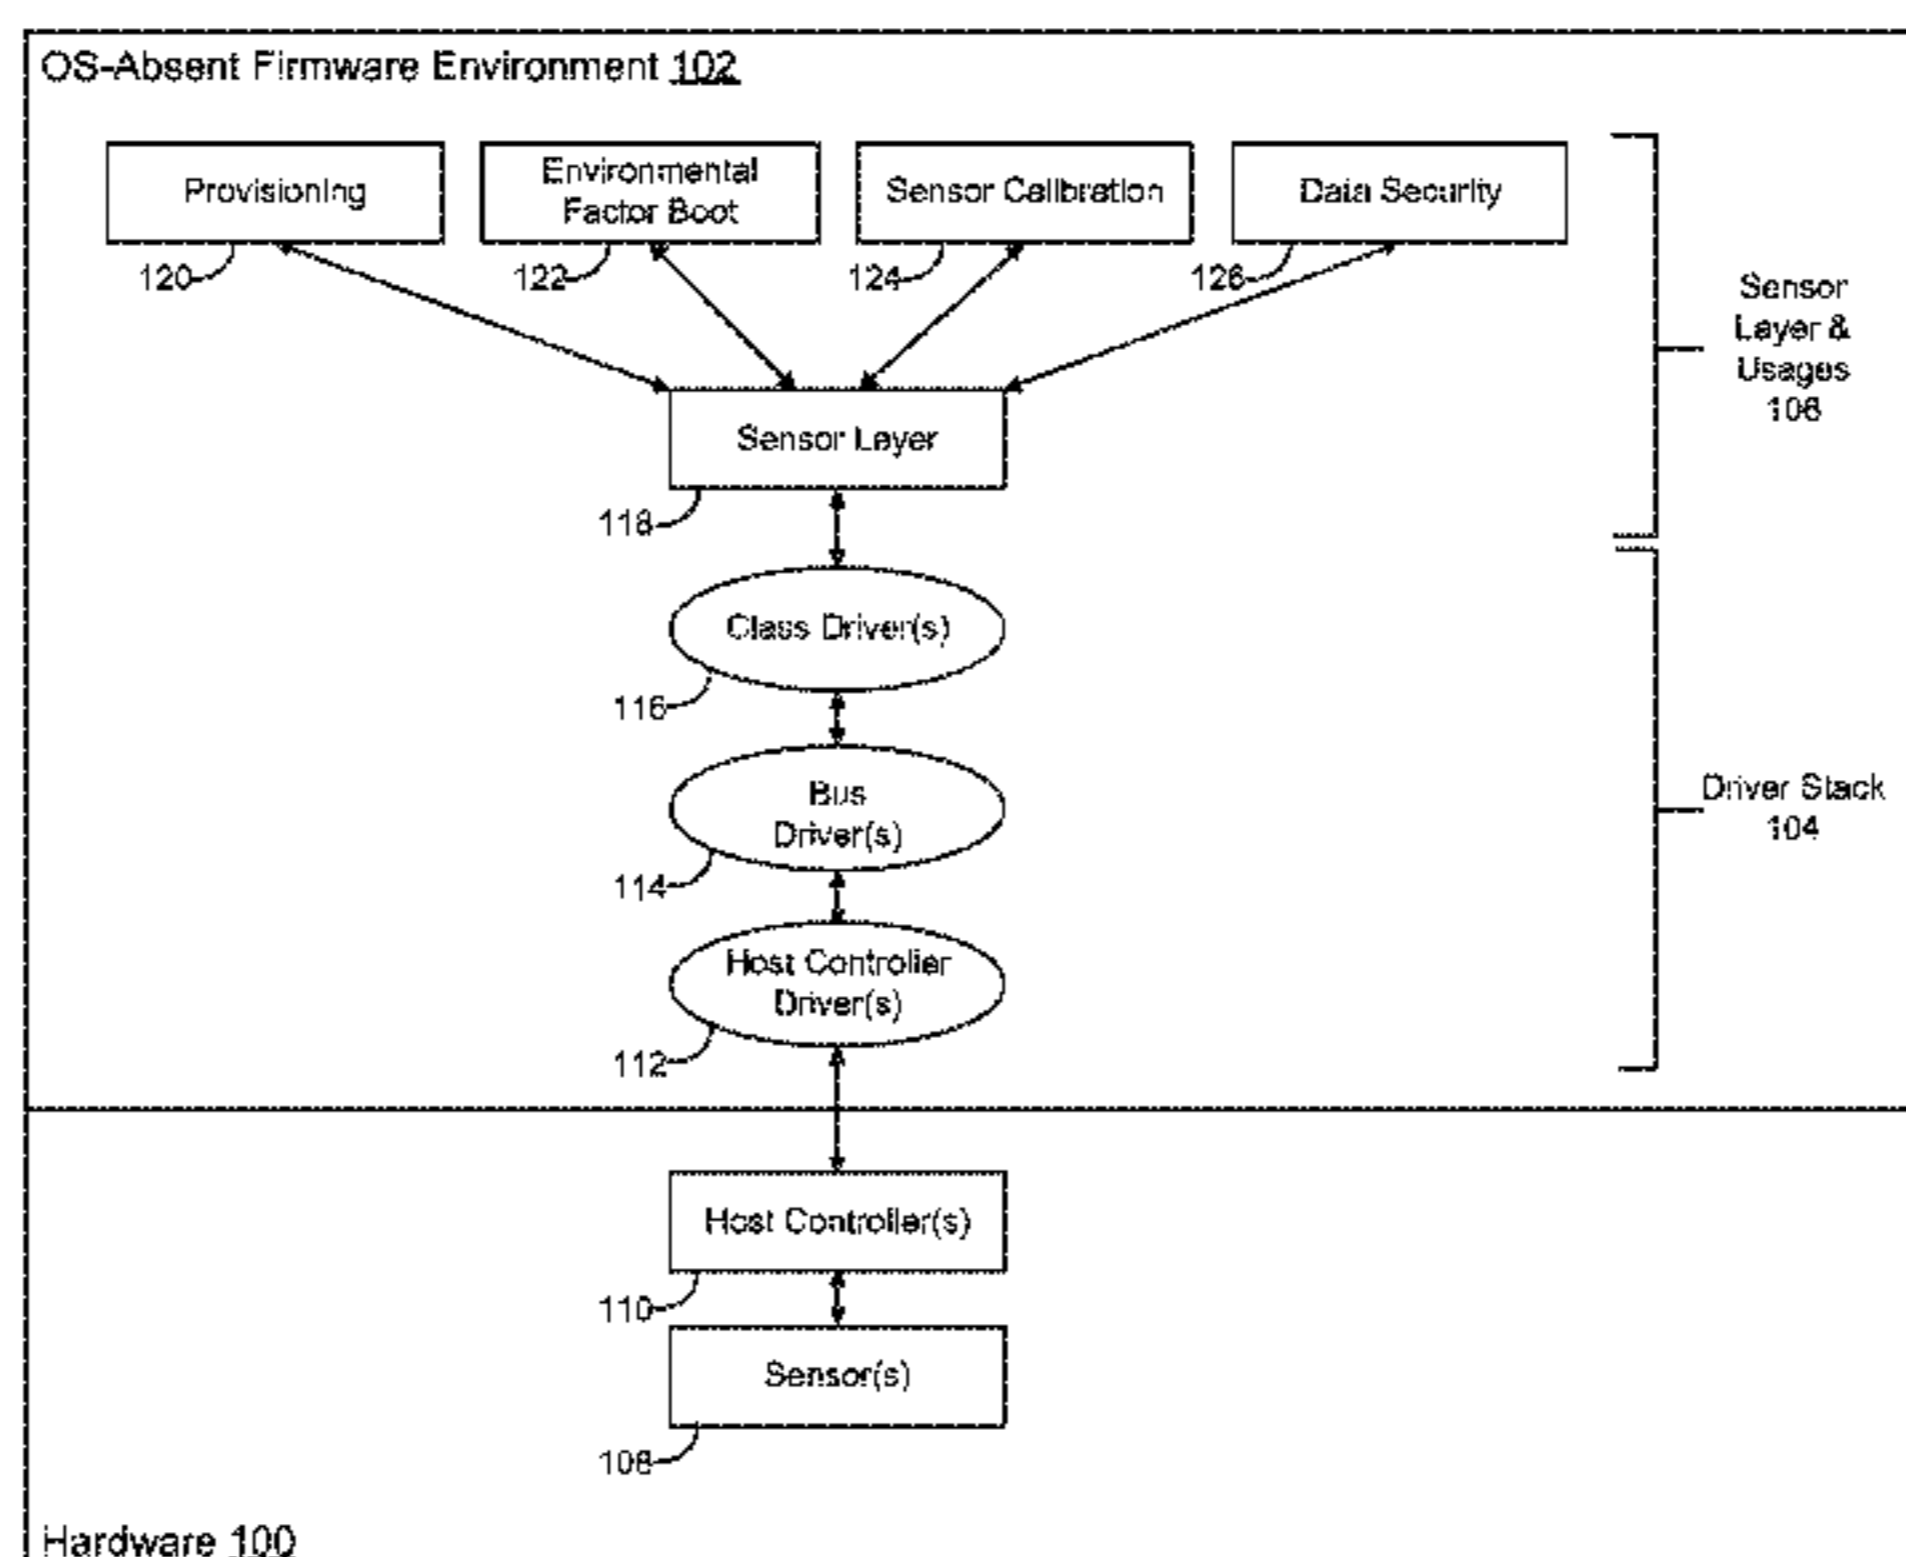 OS-Absent Firmware Environment 102
Provisioning
Environmental
Factor Boot
Sensor Calibration
Data Security
120
122
124
126
Sensor
Layer &
Usages
106
Sensor Layer
118
Class Driver(s)
116
Bus
Driver(s)
114
Driver Stack
104
Host Controller
Driver(s)
112
Host Controller(s)
110
Sensor(s)
108
Hardware 100